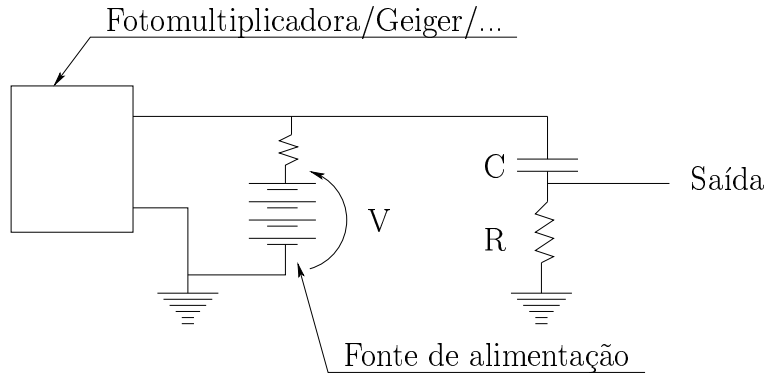 Fotomultiplicadora/Geiger/...
C
Saída
V
R
Fonte de alimentação